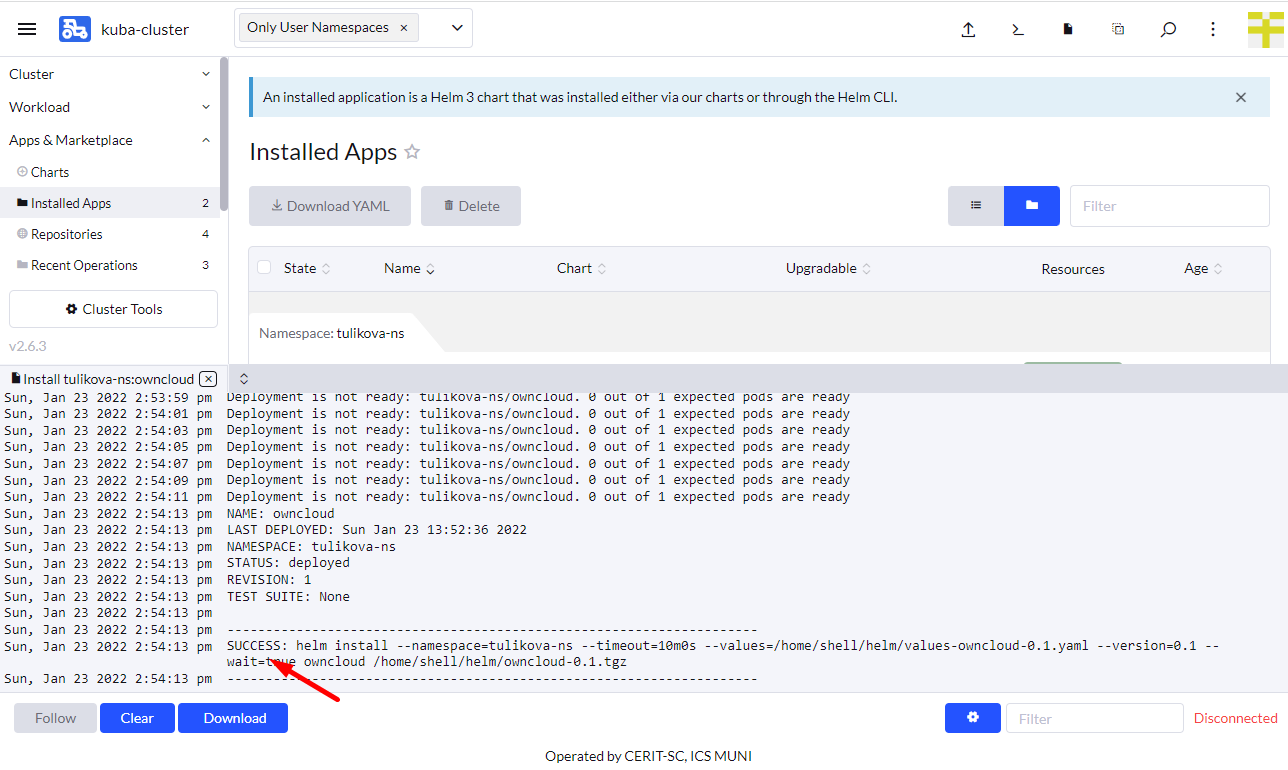 kuba-cluster
Only User Namespaces ×
Cluster
Workload
Apps & Marketplace
Charts
Installed Apps 2
Repositories 4
Recent Operations 3
Cluster Tools
v2.6.3
An installed application is a Helm 3 chart that was installed either via our charts or through the Helm CLI.
Installed Apps
Download YAML
Delete
Filter
State Name Chart Upgradable Resources Age
Namespace: tulikova-ns
Install tulikova-ns:owncloud
Sun, Jan 23 2022 2:53:59 pm Deployment is not ready: tulikova-ns/owncloud. 0 out of 1 expected pods are ready
Sun, Jan 23 2022 2:54:01 pm Deployment is not ready: tulikova-ns/owncloud. 0 out of 1 expected pods are ready
Sun, Jan 23 2022 2:54:03 pm Deployment is not ready: tulikova-ns/owncloud. 0 out of 1 expected pods are ready
Sun, Jan 23 2022 2:54:05 pm Deployment is not ready: tulikova-ns/owncloud. 0 out of 1 expected pods are ready
Sun, Jan 23 2022 2:54:07 pm Deployment is not ready: tulikova-ns/owncloud. 0 out of 1 expected pods are ready
Sun, Jan 23 2022 2:54:09 pm Deployment is not ready: tulikova-ns/owncloud. 0 out of 1 expected pods are ready
Sun, Jan 23 2022 2:54:11 pm Deployment is not ready: tulikova-ns/owncloud. 0 out of 1 expected pods are ready
Sun, Jan 23 2022 2:54:13 pm NAME: owncloud
Sun, Jan 23 2022 2:54:13 pm LAST DEPLOYED: Sun Jan 23 13:52:36 2022
Sun, Jan 23 2022 2:54:13 pm NAMESPACE: tulikova-ns
Sun, Jan 23 2022 2:54:13 pm STATUS: deployed
Sun, Jan 23 2022 2:54:13 pm REVISION: 1
Sun, Jan 23 2022 2:54:13 pm TEST SUITE: None
Sun, Jan 23 2022 2:54:13 pm
Sun, Jan 23 2022 2:54:13 pm ---------------------------------------------------------------------
Sun, Jan 23 2022 2:54:13 pm SUCCESS: helm install --namespace=tulikova-ns --timeout=10m0s --values=/home/shell/helm/values-owncloud-0.1.yaml --version=0.1 --
wait=true owncloud /home/shell/helm/owncloud-0.1.tgz
Sun, Jan 23 2022 2:54:13 pm ---------------------------------------------------------------------
Follow
Clear
Download
Filter
Disconnected
Operated by CERIT-SC, ICS MUNI